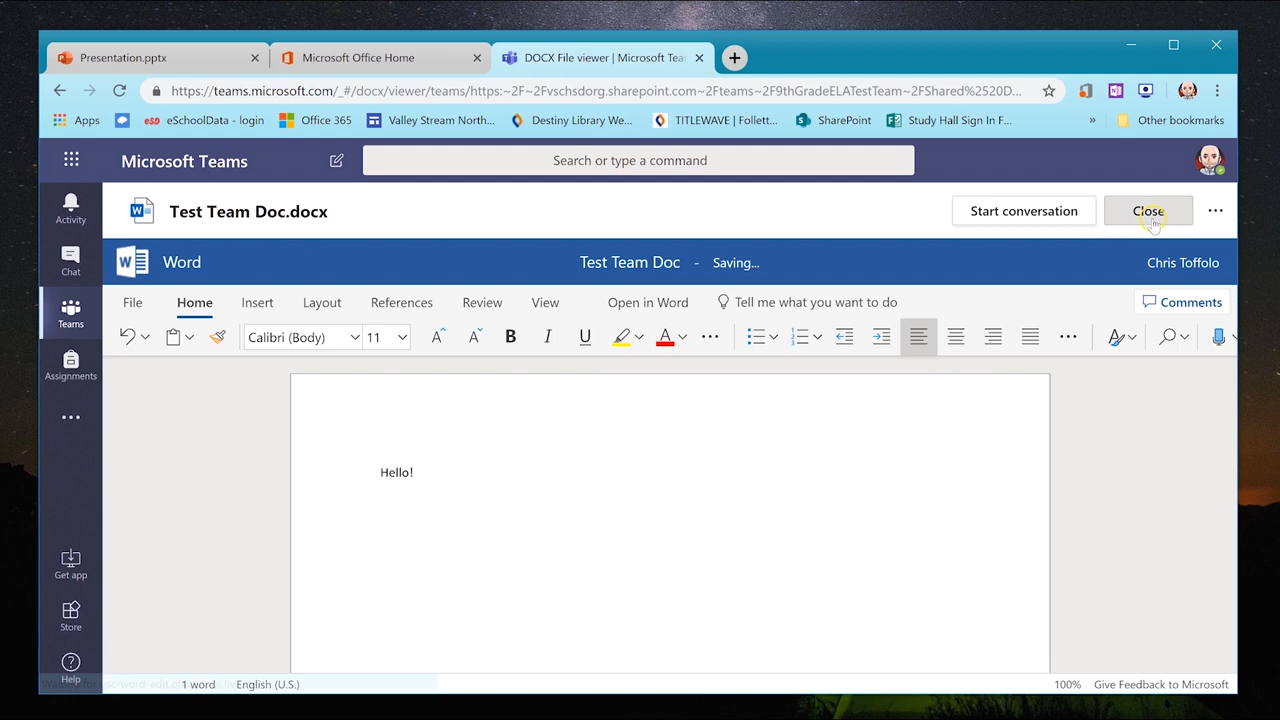 Presentation.pptx
Microsoft Office Home
DOCX File viewer | Microsoft Tea
https://teams.microsoft.com/_#/docx/viewer/teams/https:~2F~2Fvschsdorg.sharepoint.com~2Fteams~2F9thGradeELATestTeam~2FShared%2520D...
Apps
esD eSchoolData - login
Office 365
Valley Stream North...
Destiny Library We...
TITLEWAVE | Follett...
SharePoint
Study Hall Sign In F...
»
Other bookmarks
Microsoft Teams
Search or type a command
Activity
Chat
Teams
Assignments
Get app
Store
Help
Test Team Doc.docx
Start conversation
Close
Word
Test Team Doc - Saving...
Chris Toffolo
File
Home
Insert
Layout
References
Review
View
Open in Word
Tell me what you want to do
Comments
Calibri (Body)
11
B
I
U
Hello!
1 word
English (U.S.)
100%
Give Feedback to Microsoft